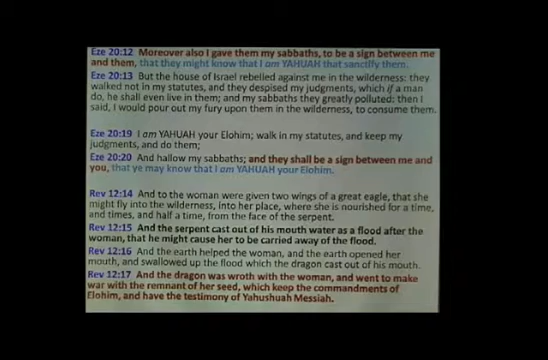 Eze 20:12 Moreover also I gave them my sabbaths, to be a sign between me
and them, that they might know that I am YAHUAH that sanctify them.
Eze 20:13 But the house of Israel rebelled against me in the wilderness: they
walked not in my statutes, and they despised my judgments, which if a man
do, he shall even live in them; and my sabbaths they greatly polluted: then I
said, I would pour out my fury upon them in the wilderness, to consume them.
Eze 20:19 I am YAHUAH your Elohim; walk in my statutes, and keep my
judgments, and do them;
Eze 20:20 And hallow my sabbaths; and they shall be a sign between me and
you, that ye may know that I am YAHUAH your Elohim.
Rev 12:14 And to the woman were given two wings of a great eagle, that she
might fly into the wilderness, into her place, where she is nourished for a time,
and times, and half a time, from the face of the serpent.
Rev 12:15 And the serpent cast out of his mouth water as a flood after the
woman, that he might cause her to be carried away of the flood.
Rev 12:16 And the earth helped the woman, and the earth opened her
mouth, and swallowed up the flood which the dragon cast out of his mouth.
Rev 12:17 And the dragon was wroth with the woman, and went to make
war with the remnant of her seed, which keep the commandments of
Elohim, and have the testimony of Yahushuah Messiah.